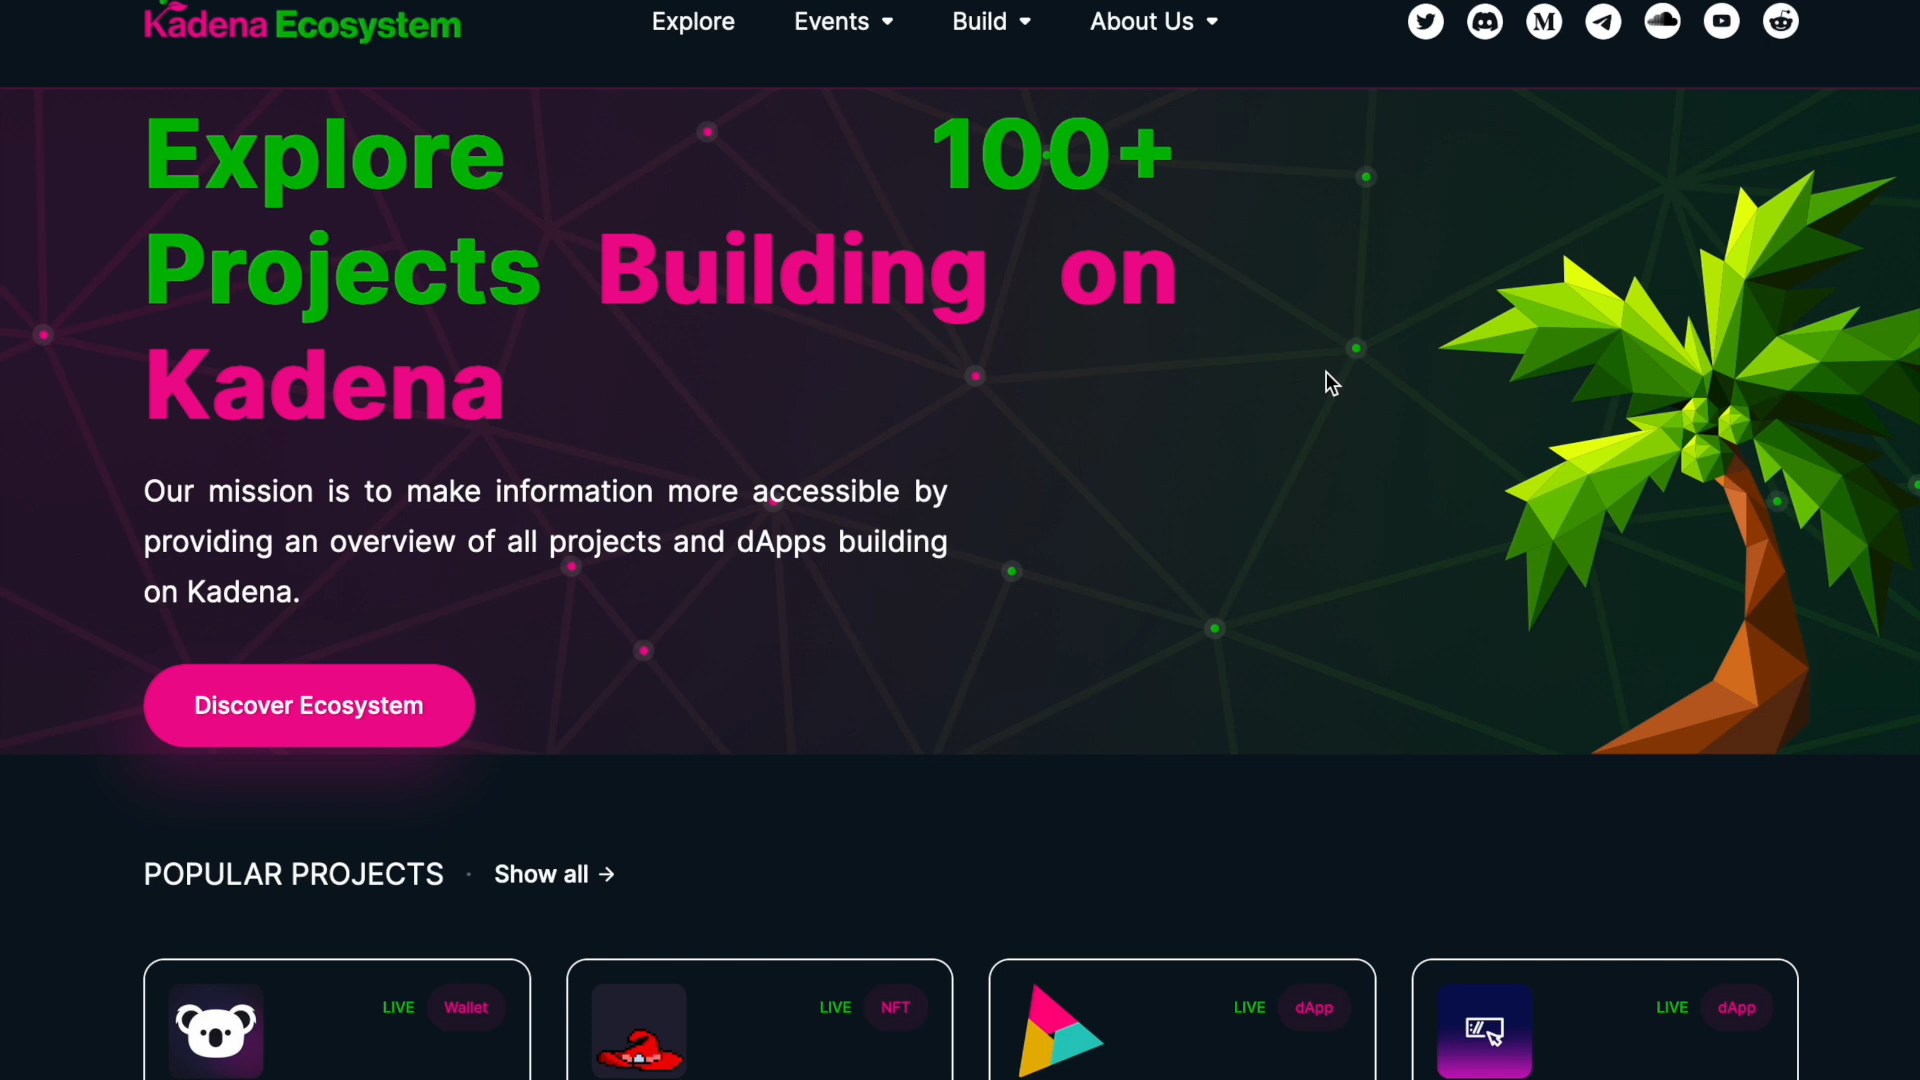 Kadena Ecosystem
Explore
Events
Build
About Us
Explore 100+
Projects Building on
Kadena
Our mission is to make information more accessible by
providing an overview of all projects and dApps building
on Kadena.
Discover Ecosystem
POPULAR PROJECTS · Show all →
LIVE Wallet
LIVE NFT
LIVE dApp
LIVE dApp